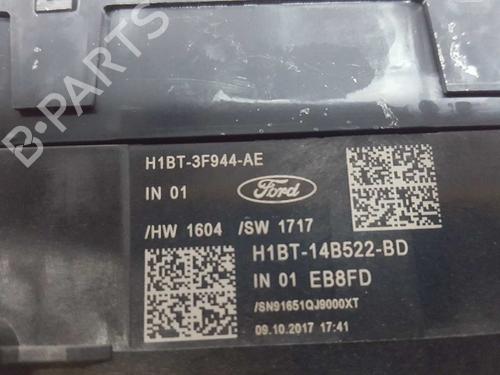 B-PARTS
H1BT-3F944-AE
IN 01
Ford
/HW 1604 /SW 1717
H1BT-14B522-BD
IN 01 EB8FD
/SN91651QJ9000XT
09.10.2017 17:41